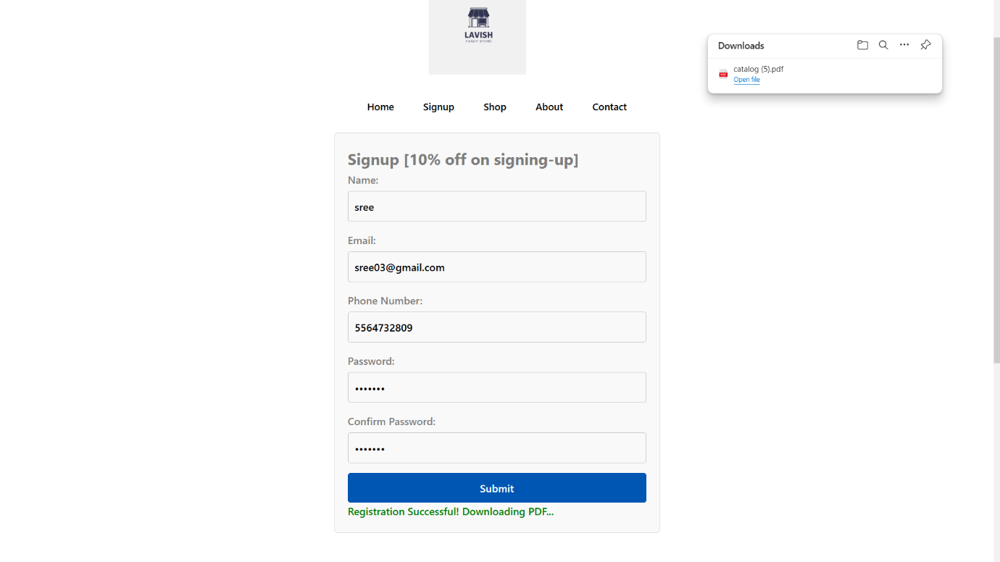 LAVISH
FANCY STORE
Downloads
catalog (5).pdf
Open file
Home Signup Shop About Contact
Signup [10% off on signing-up]
Name:
sree
Email:
sree03@gmail.com
Phone Number:
5564732809
Password:
•••••••
Confirm Password:
•••••••
Submit
Registration Successful! Downloading PDF...